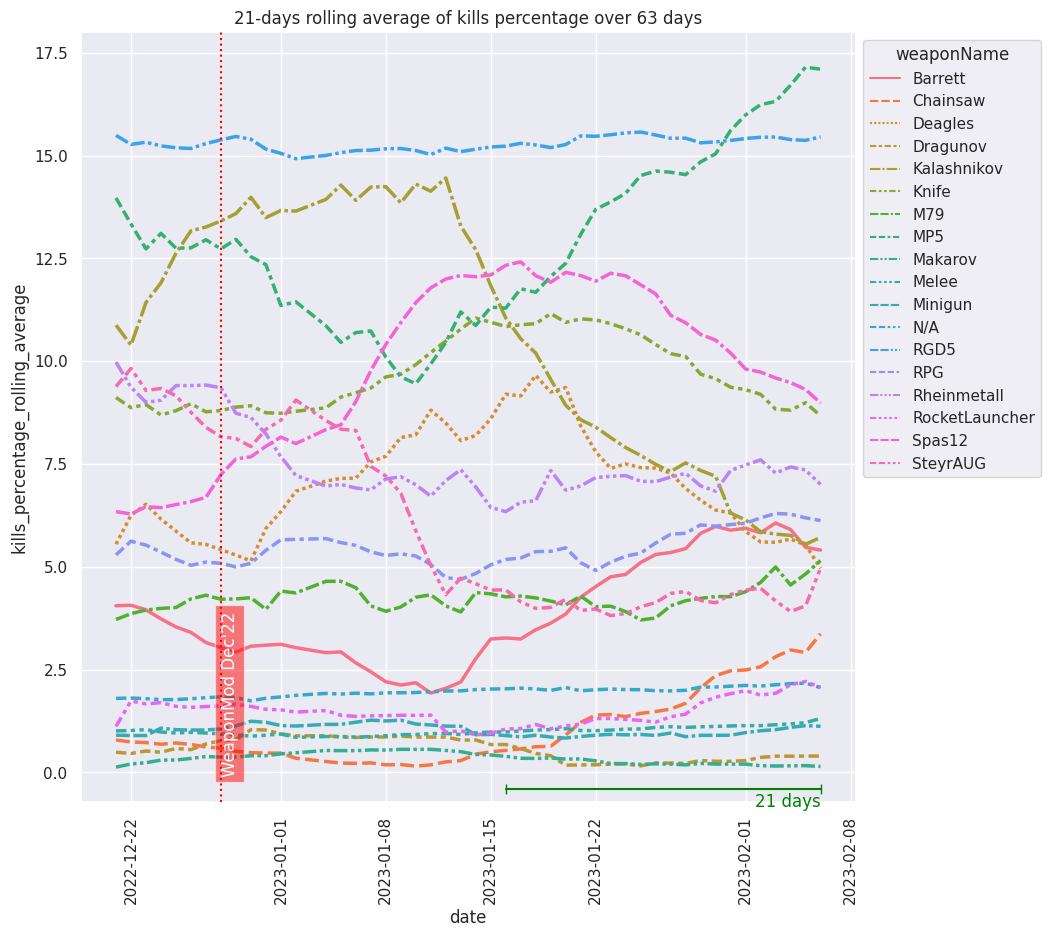 21-days rolling average of kills percentage over 63 days
kills_percentage_rolling_average
17.5
15.0
12.5
10.0
7.5
5.0
2.5
0.0
WeaponMod Dec'22
21 days
2022-12-22
2023-01-01
2023-01-08
2023-01-15
2023-01-22
2023-02-01
2023-02-08
date
weaponName
Barrett
Chainsaw
Deagles
Dragunov
Kalashnikov
Knife
M79
MP5
Makarov
Melee
Minigun
N/A
RGD5
RPG
Rheinmetall
RocketLauncher
Spas12
SteyrAUG